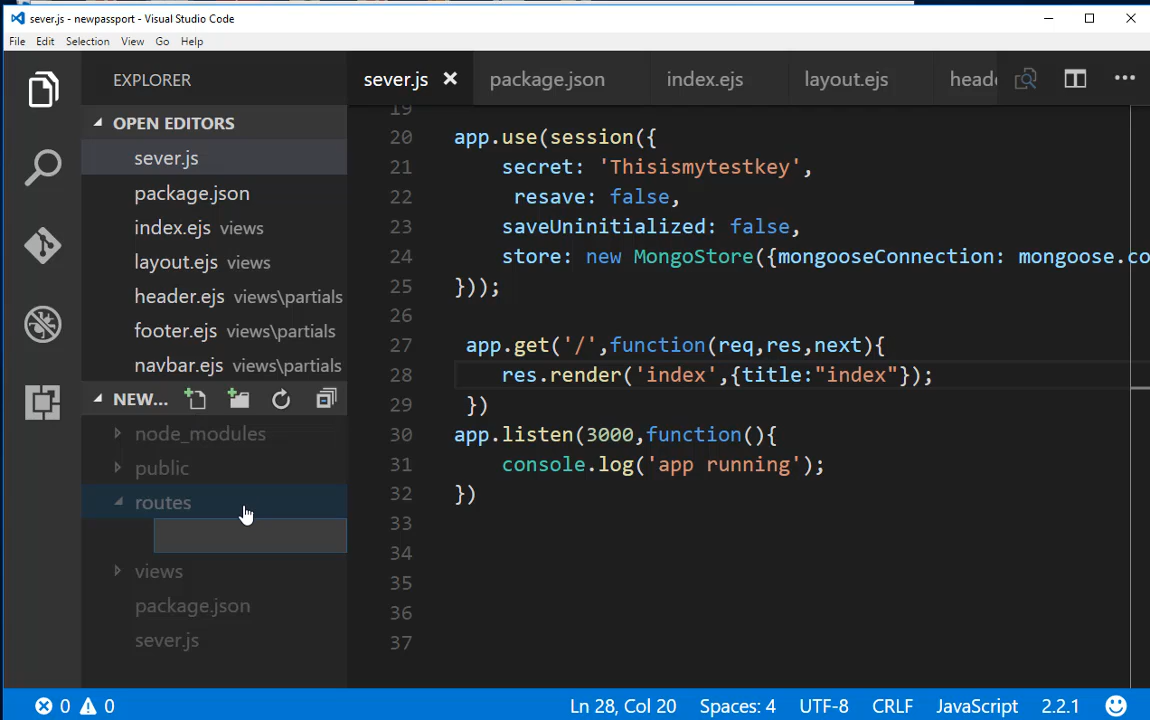 sever.js - newpassport - Visual Studio Code
File Edit Selection View Go Help
EXPLORER
sever.js package.json index.ejs layout.ejs heade
OPEN EDITORS
sever.js
package.json
index.ejs views
layout.ejs views
header.ejs views\partials
footer.ejs views\partials
navbar.ejs views\partials
NEW...
node_modules
public
routes
views
package.json
sever.js
19
20 app.use(session({
21 secret: 'Thisismytestkey',
22 resave: false,
23 saveUninitialized: false,
24 store: new MongoStore({mongooseConnection: mongoose.co
25 }));
26
27 app.get('/',function(req,res,next){
28 res.render('index',{title:"index"});
29 })
30 app.listen(3000,function(){
31 console.log('app running');
32 })
33
34
35
36
37
0 0 Ln 28, Col 20 Spaces: 4 UTF-8 CRLF JavaScript 2.2.1